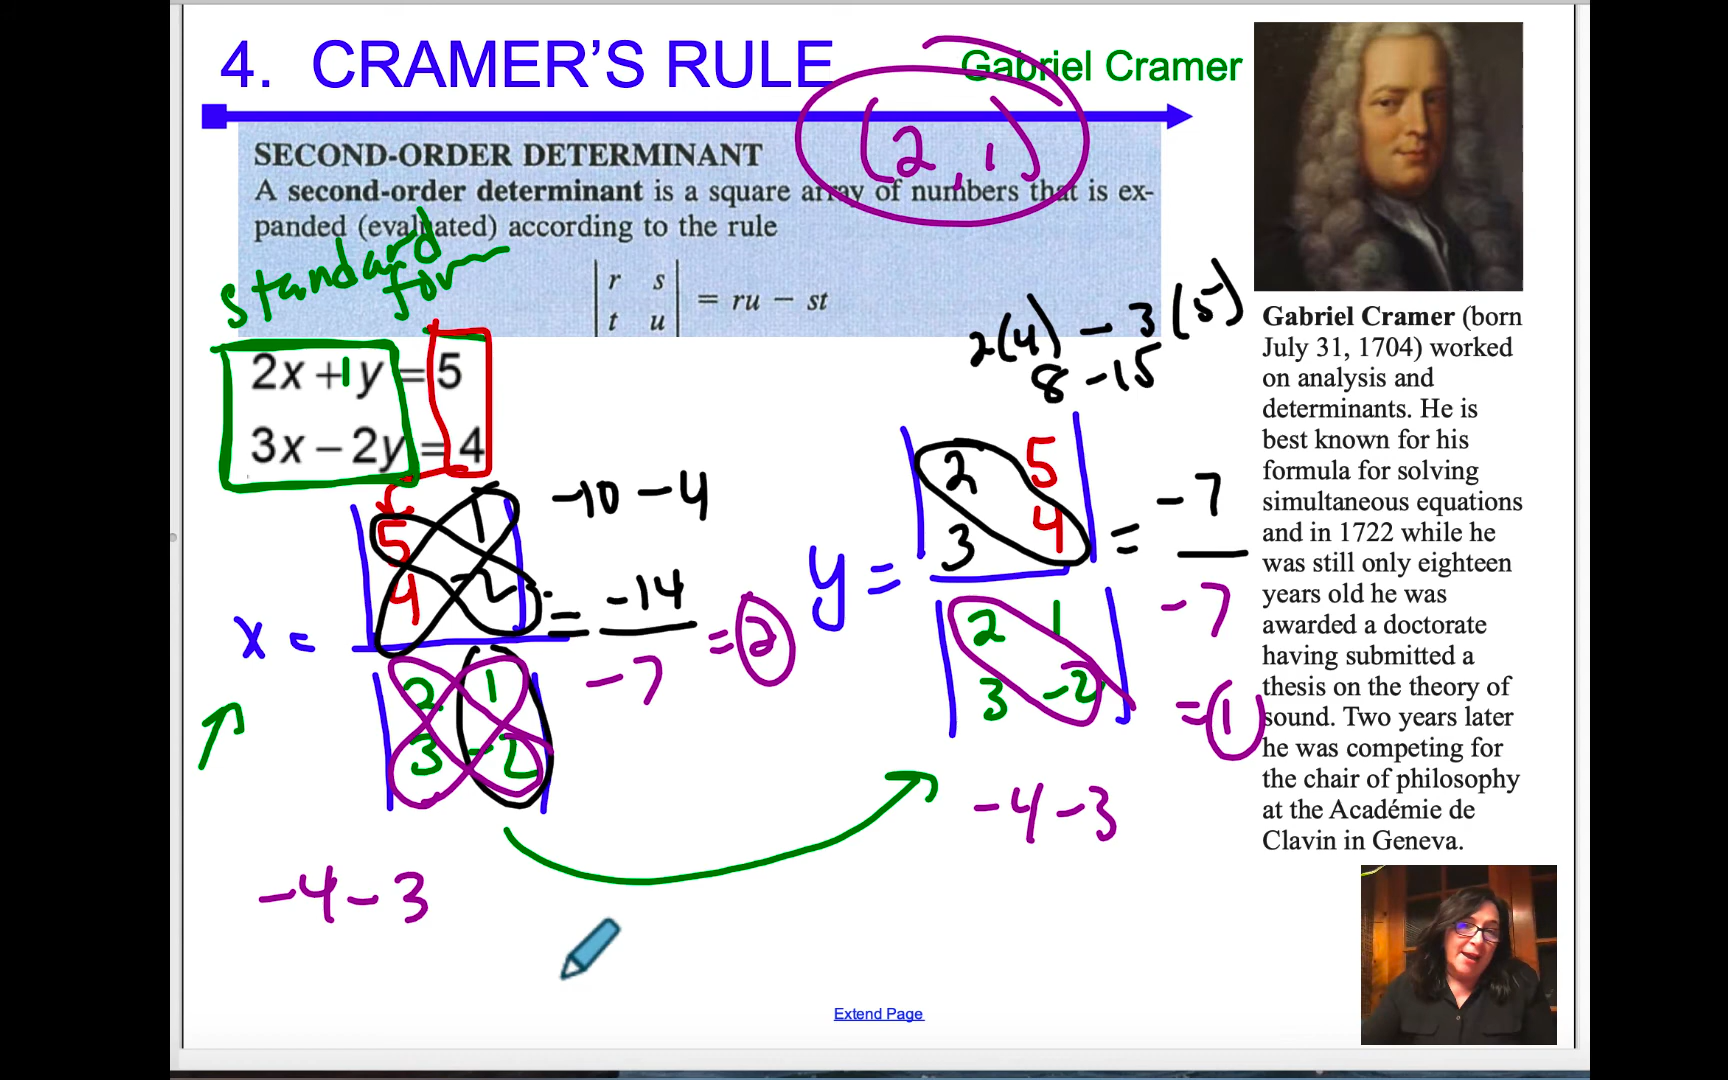 4. CRAMER'S RULE
Gabriel Cramer
(2, 1)
SECOND-ORDER DETERMINANT
A second-order determinant is a square array of numbers that is ex-
panded (evaluated) according to the rule
| r s |
| t u | = ru − st
standard
for
2x + 1y = 5
3x − 2y = 4
2(4) − 3(5)
8 − 15
-10 - 4
5 1
4 -2
x = = -14
2 1
3 -2
-7 = 2
-4 - 3
2 5
3 4
y = = -7
2 1
3 -2
-7
= 1
-4 - 3
Gabriel Cramer (born
July 31, 1704) worked
on analysis and
determinants. He is
best known for his
formula for solving
simultaneous equations
and in 1722 while he
was still only eighteen
years old he was
awarded a doctorate
having submitted a
thesis on the theory of
sound. Two years later
he was competing for
the chair of philosophy
at the Académie de
Clavin in Geneva.
Extend Page